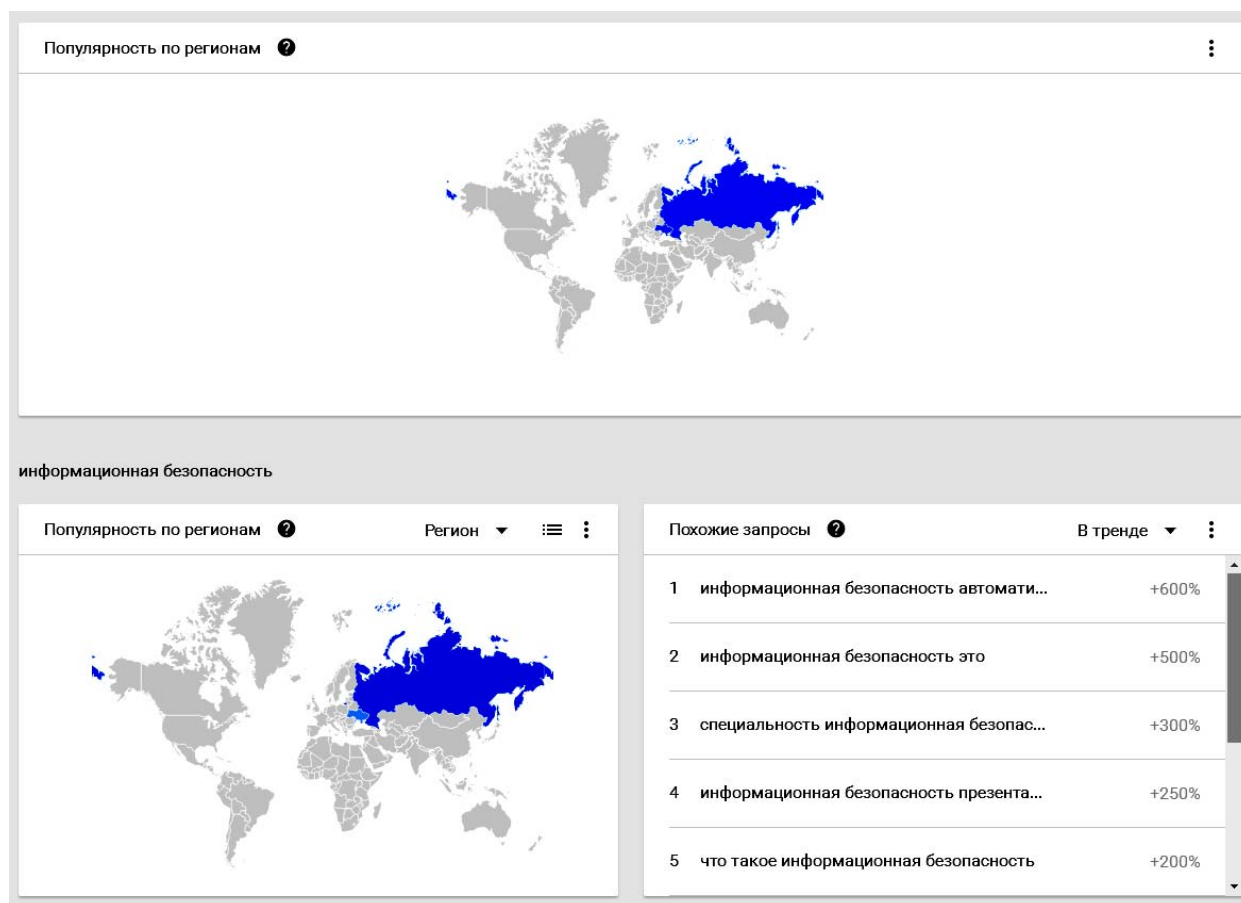 Популярность по регионам
информационная безопасность
Популярность по регионам Регион
Похожие запросы В тренде
1 информационная безопасность автомати... +600%
2 информационная безопасность это +500%
3 специальность информационная безопас... +300%
4 информационная безопасность презента... +250%
5 что такое информационная безопасность +200%